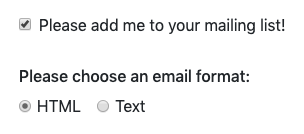 Please add me to your mailing list!
Please choose an email format:
HTML Text